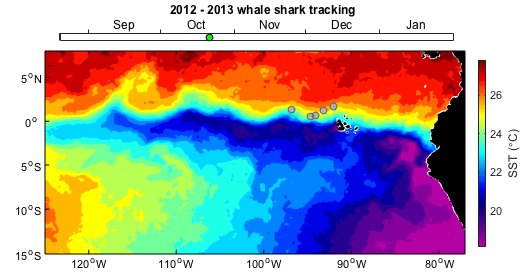 2012 - 2013 whale shark tracking
Sep Oct Nov Dec Jan
5°N
0°
5°S
10°S
15°S
120°W 110°W 100°W 90°W 80°W
26
24
22
20
SST (°C)